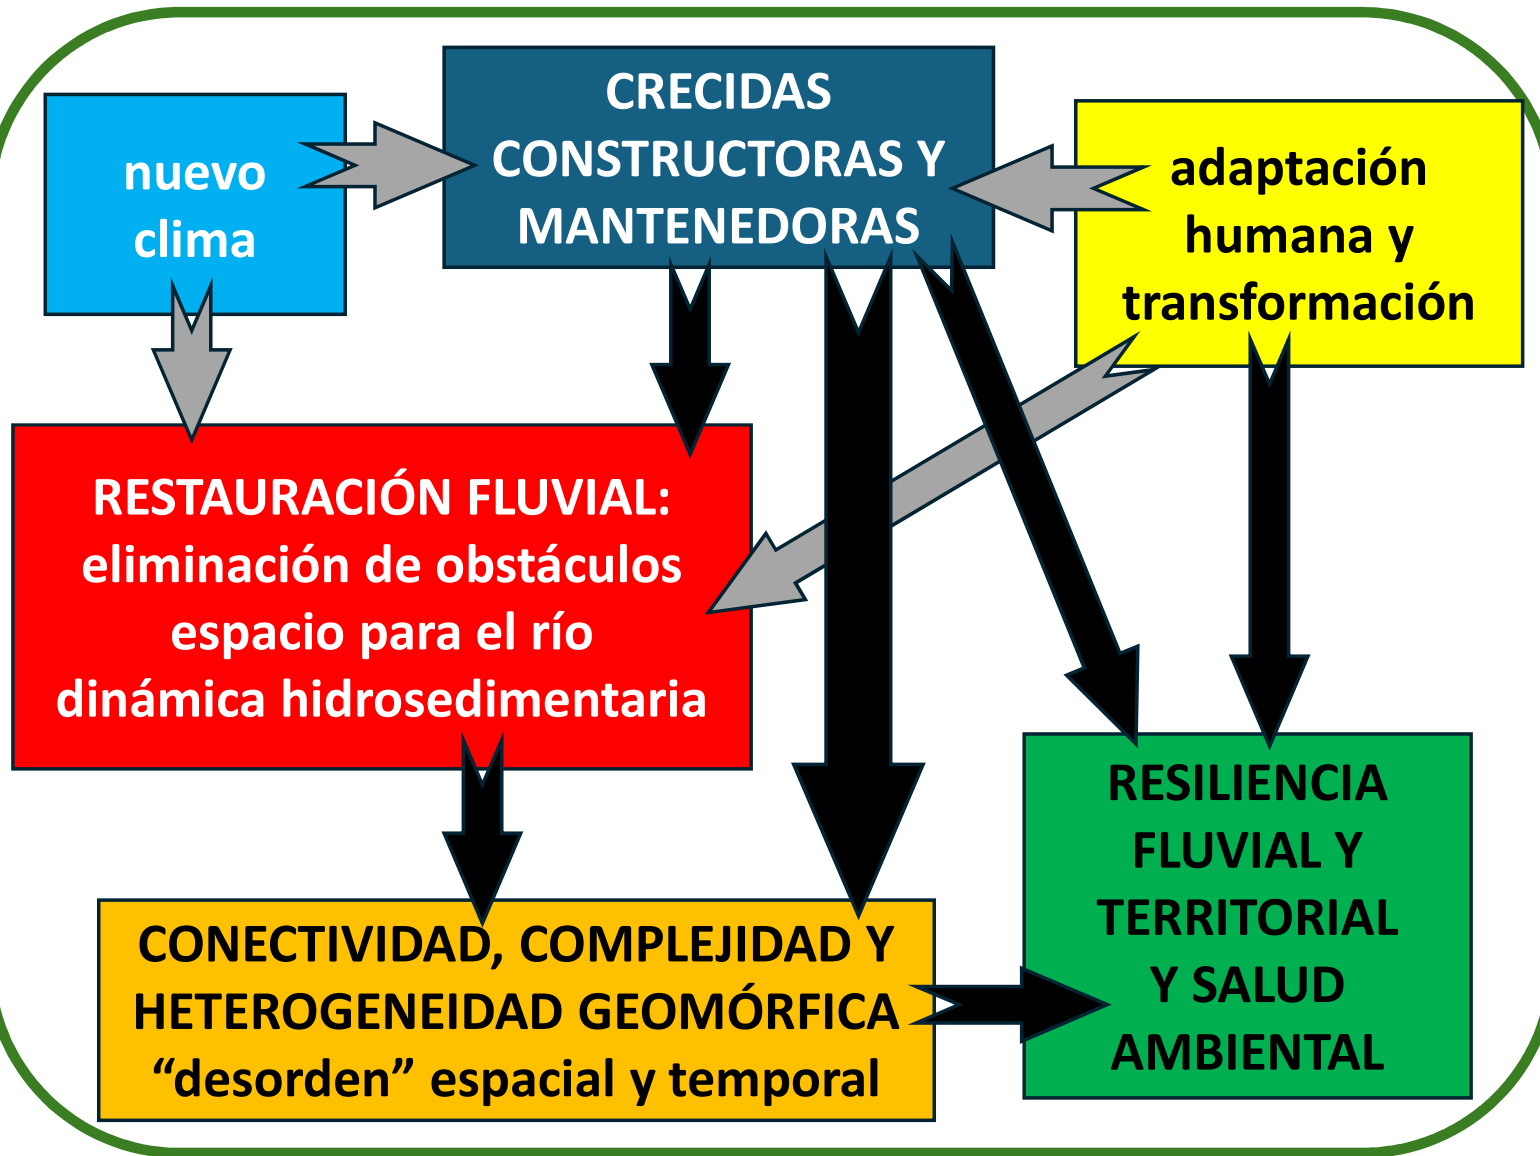 CRECIDAS
CONSTRUCTORAS Y
MANTENEDORAS
nuevo
clima
adaptación
humana y
transformación
RESTAURACIÓN FLUVIAL:
eliminación de obstáculos
espacio para el río
dinámica hidrosedimentaria
RESILIENCIA
FLUVIAL Y
TERRITORIAL
Y SALUD
AMBIENTAL
CONECTIVIDAD, COMPLEJIDAD Y
HETEROGENEIDAD GEOMÓRFICA
“desorden” espacial y temporal